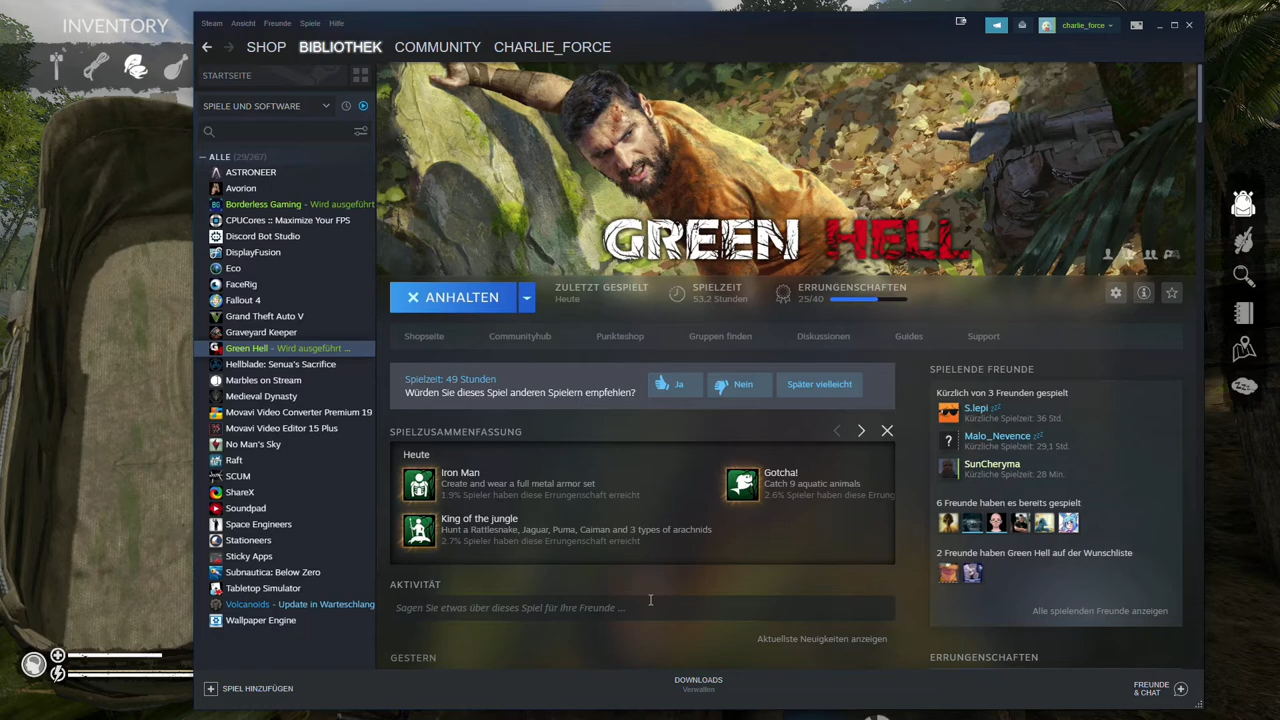 INVENTORY
Steam Ansicht Freunde Spiele Hilfe
charlie_force
SHOP BIBLIOTHEK COMMUNITY CHARLIE_FORCE
STARTSEITE
SPIELE UND SOFTWARE
ALLE (29/267)
ASTRONEER
Avorion
Borderless Gaming - Wird ausgeführt
CPUCores :: Maximize Your FPS
Discord Bot Studio
DisplayFusion
Eco
FaceRig
Fallout 4
Grand Theft Auto V
Graveyard Keeper
Green Hell - Wird ausgeführt ...
Hellblade: Senua's Sacrifice
Marbles on Stream
Medieval Dynasty
Movavi Video Converter Premium 19
Movavi Video Editor 15 Plus
No Man's Sky
Raft
SCUM
ShareX
Soundpad
Space Engineers
Stationeers
Sticky Apps
Subnautica: Below Zero
Tabletop Simulator
Volcanoids - Update in Warteschlang
Wallpaper Engine
SPIEL HINZUFÜGEN
GREEN HELL
ANHALTEN
ZULETZT GESPIELT
Heute
SPIELZEIT
53,2 Stunden
ERRUNGENSCHAFTEN
25/40
Shopseite Communityhub Punkteshop Gruppen finden Diskussionen Guides Support
Spielzeit: 49 Stunden
Würden Sie dieses Spiel anderen Spielern empfehlen?
Ja Nein Später vielleicht
SPIELZUSAMMENFASSUNG
Heute
Iron Man
Create and wear a full metal armor set
1.9% Spieler haben diese Errungenschaft erreicht
Gotcha!
Catch 9 aquatic animals
2.6% Spieler haben diese Errung
King of the jungle
Hunt a Rattlesnake, Jaguar, Puma, Caiman and 3 types of arachnids
2.7% Spieler haben diese Errungenschaft erreicht
AKTIVITÄT
Sagen Sie etwas über dieses Spiel für Ihre Freunde ...
Aktuellste Neuigkeiten anzeigen
GESTERN
SPIELENDE FREUNDE
Kürzlich von 3 Freunden gespielt
S.lepi zzz
Kürzliche Spielzeit: 36 Std.
Malo_Nevence zzz
Kürzliche Spielzeit: 29,1 Std.
SunCheryma
Kürzliche Spielzeit: 28 Min.
6 Freunde haben es bereits gespielt
2 Freunde haben Green Hell auf der Wunschliste
Alle spielenden Freunde anzeigen
ERRUNGENSCHAFTEN
DOWNLOADS
Verwalten
FREUNDE
& CHAT